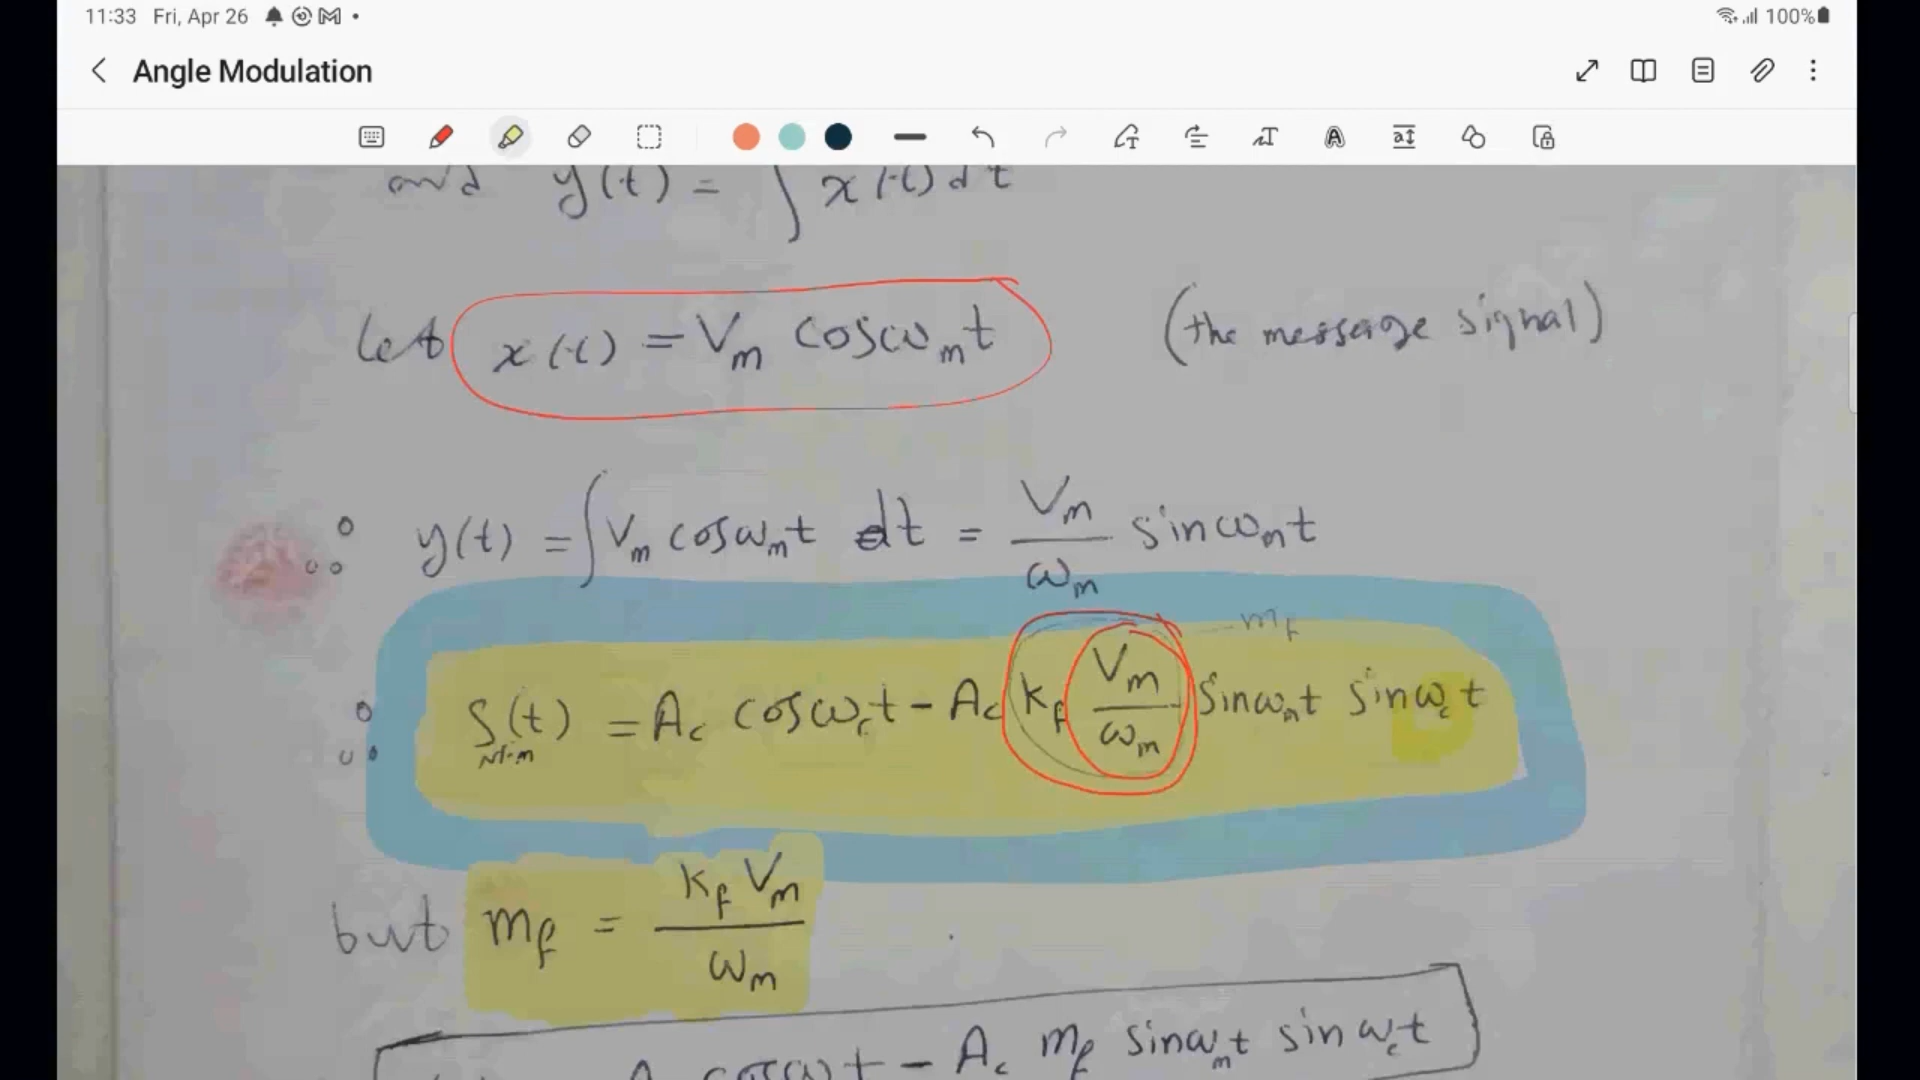 11:33 Fri, Apr 26 100%
Angle Modulation
and y(t) = ∫ x(t) dt
let x(t) = Vm cosωmt (the message signal)
∴ y(t) = ∫ Vm cosωmt dt = Vm/ωm sinωmt
mf
∴ S(t) = Ac cosωct - Ac kf Vm/ωm sinωmt sinωct
but mf = kf Vm/ωm
cosωct - Ac mf sinωmt sinωct